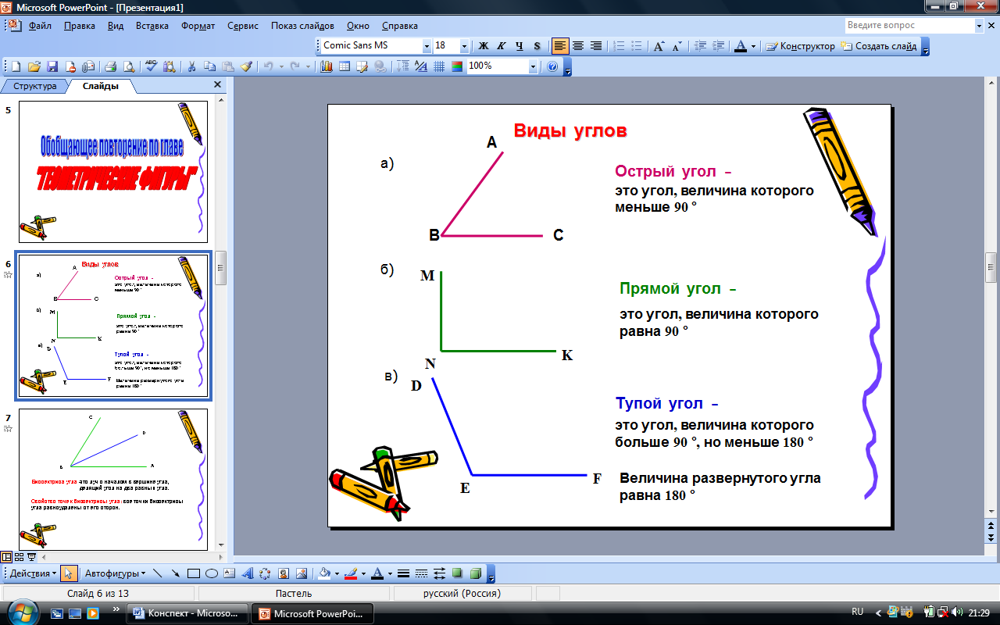 Microsoft PowerPoint - [Презентация1]
Файл Правка Вид Вставка Формат Сервис Показ слайдов Окно Справка
Введите вопрос
Comic Sans MS 18 Ж К Ч S Конструктор Создать слайд
100%
Структура Слайды
5
Обобщающее повторение по главе
"ГЕОМЕТРИЧЕСКИЕ ФИГУРЫ"
6
Виды углов
A
а)
Острый угол -
это угол, величина которого
меньше 90 °
B C
б)
M
Прямой угол -
это угол, величина которого
равна 90 °
N K
в)
D
Тупой угол -
это угол, величина которого
больше 90 °, но меньше 180 °
E F
Величина развернутого угла
равна 180 °
7
C
D
A
Биссектриса угла -это луч с началом в вершине угла,
делящий угол на два равных угла.
Свойство точек биссектрисы угла: все точки биссектрисы
угла равноудалены от его сторон.
Виды углов
A
а)
Острый угол -
это угол, величина которого
меньше 90 °
B C
б)
M
Прямой угол -
это угол, величина которого
равна 90 °
N K
в)
D
Тупой угол -
это угол, величина которого
больше 90 °, но меньше 180 °
E F
Величина развернутого угла
равна 180 °
Действия Автофигуры
Слайд 6 из 13 Пастель русский (Россия)
Конспект - Microso... Microsoft PowerPoi... RU 21:29